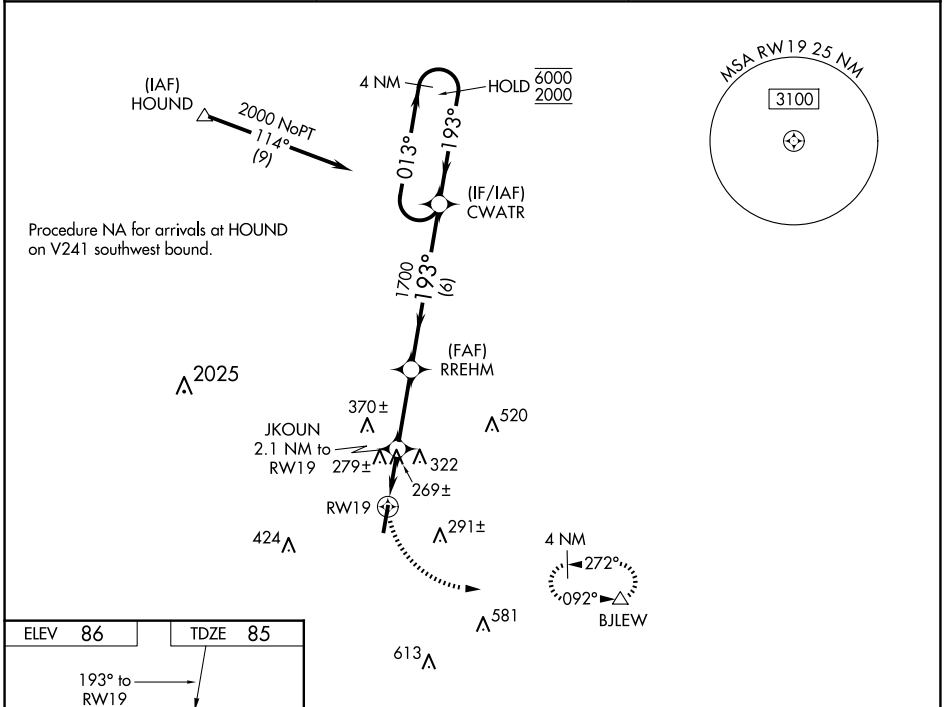 MSA RW19 25 NM
3100
(IAF)
HOUND
2000 NoPT
114°
(9)
4 NM
HOLD 6000
2000
013°
193°
(IF/IAF)
CWATR
Procedure NA for arrivals at HOUND
on V241 southwest bound.
1700
193°
(6)
(FAF)
RREHM
2025
370±
520
JKOUN
2.1 NM to
RW19
279±
322
269±
RW19
291±
424
4 NM
272°
092°
BJLEW
581
613
ELEV 86
TDZE 85
193° to
RW19